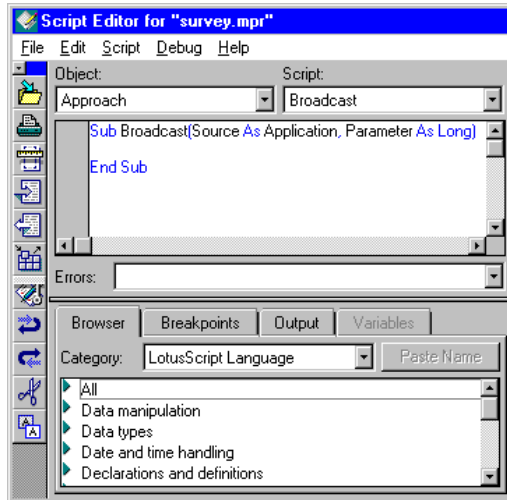 Script Editor for "survey.mpr"
File Edit Script Debug Help
Object: Script:
Approach Broadcast
Sub Broadcast(Source As Application, Parameter As Long)
End Sub
Errors:
Browser Breakpoints Output Variables
Category: LotusScript Language Paste Name
All
Data manipulation
Data types
Date and time handling
Declarations and definitions